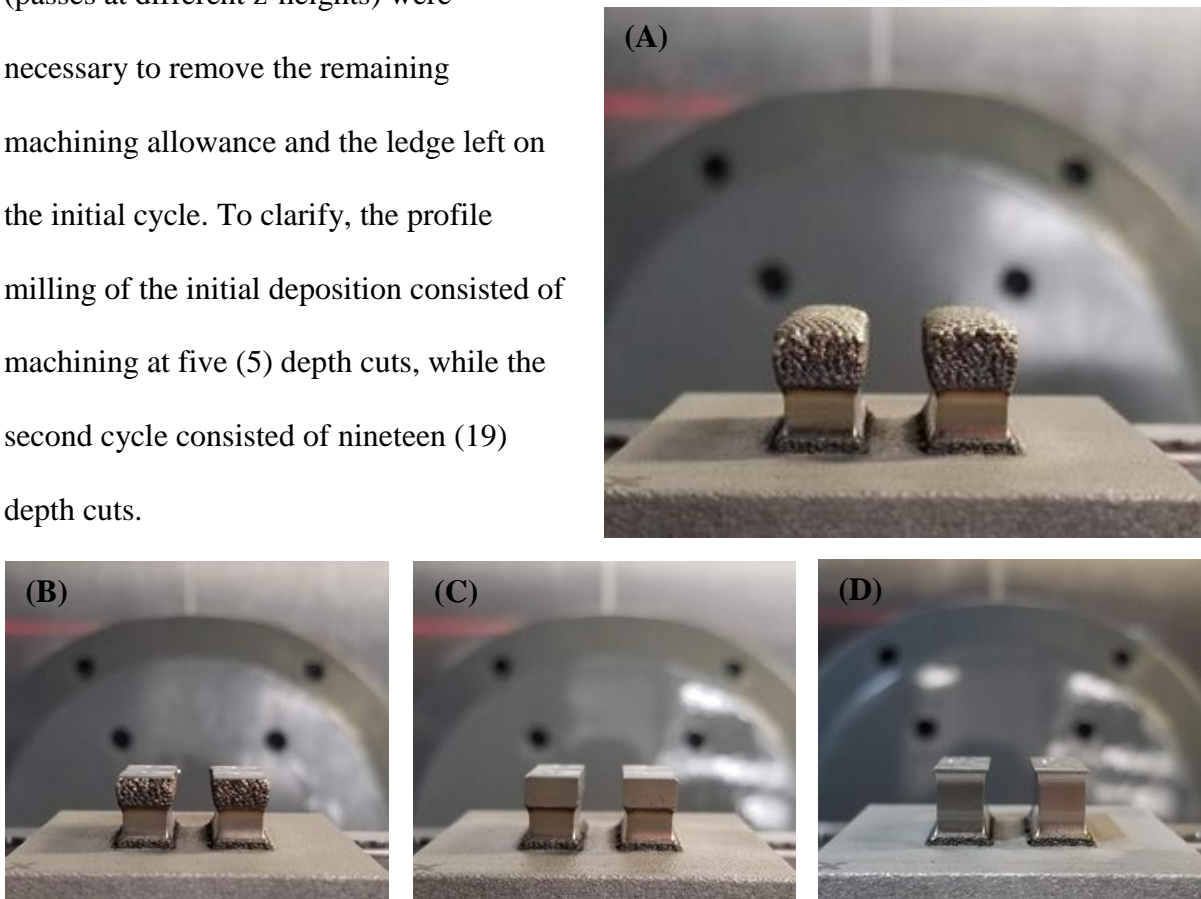 (passes at different z-heights) were
necessary to remove the remaining
machining allowance and the ledge left on
the initial cycle. To clarify, the profile
milling of the initial deposition consisted of
machining at five (5) depth cuts, while the
second cycle consisted of nineteen (19)
depth cuts.
(A)
(B)
(C)
(D)